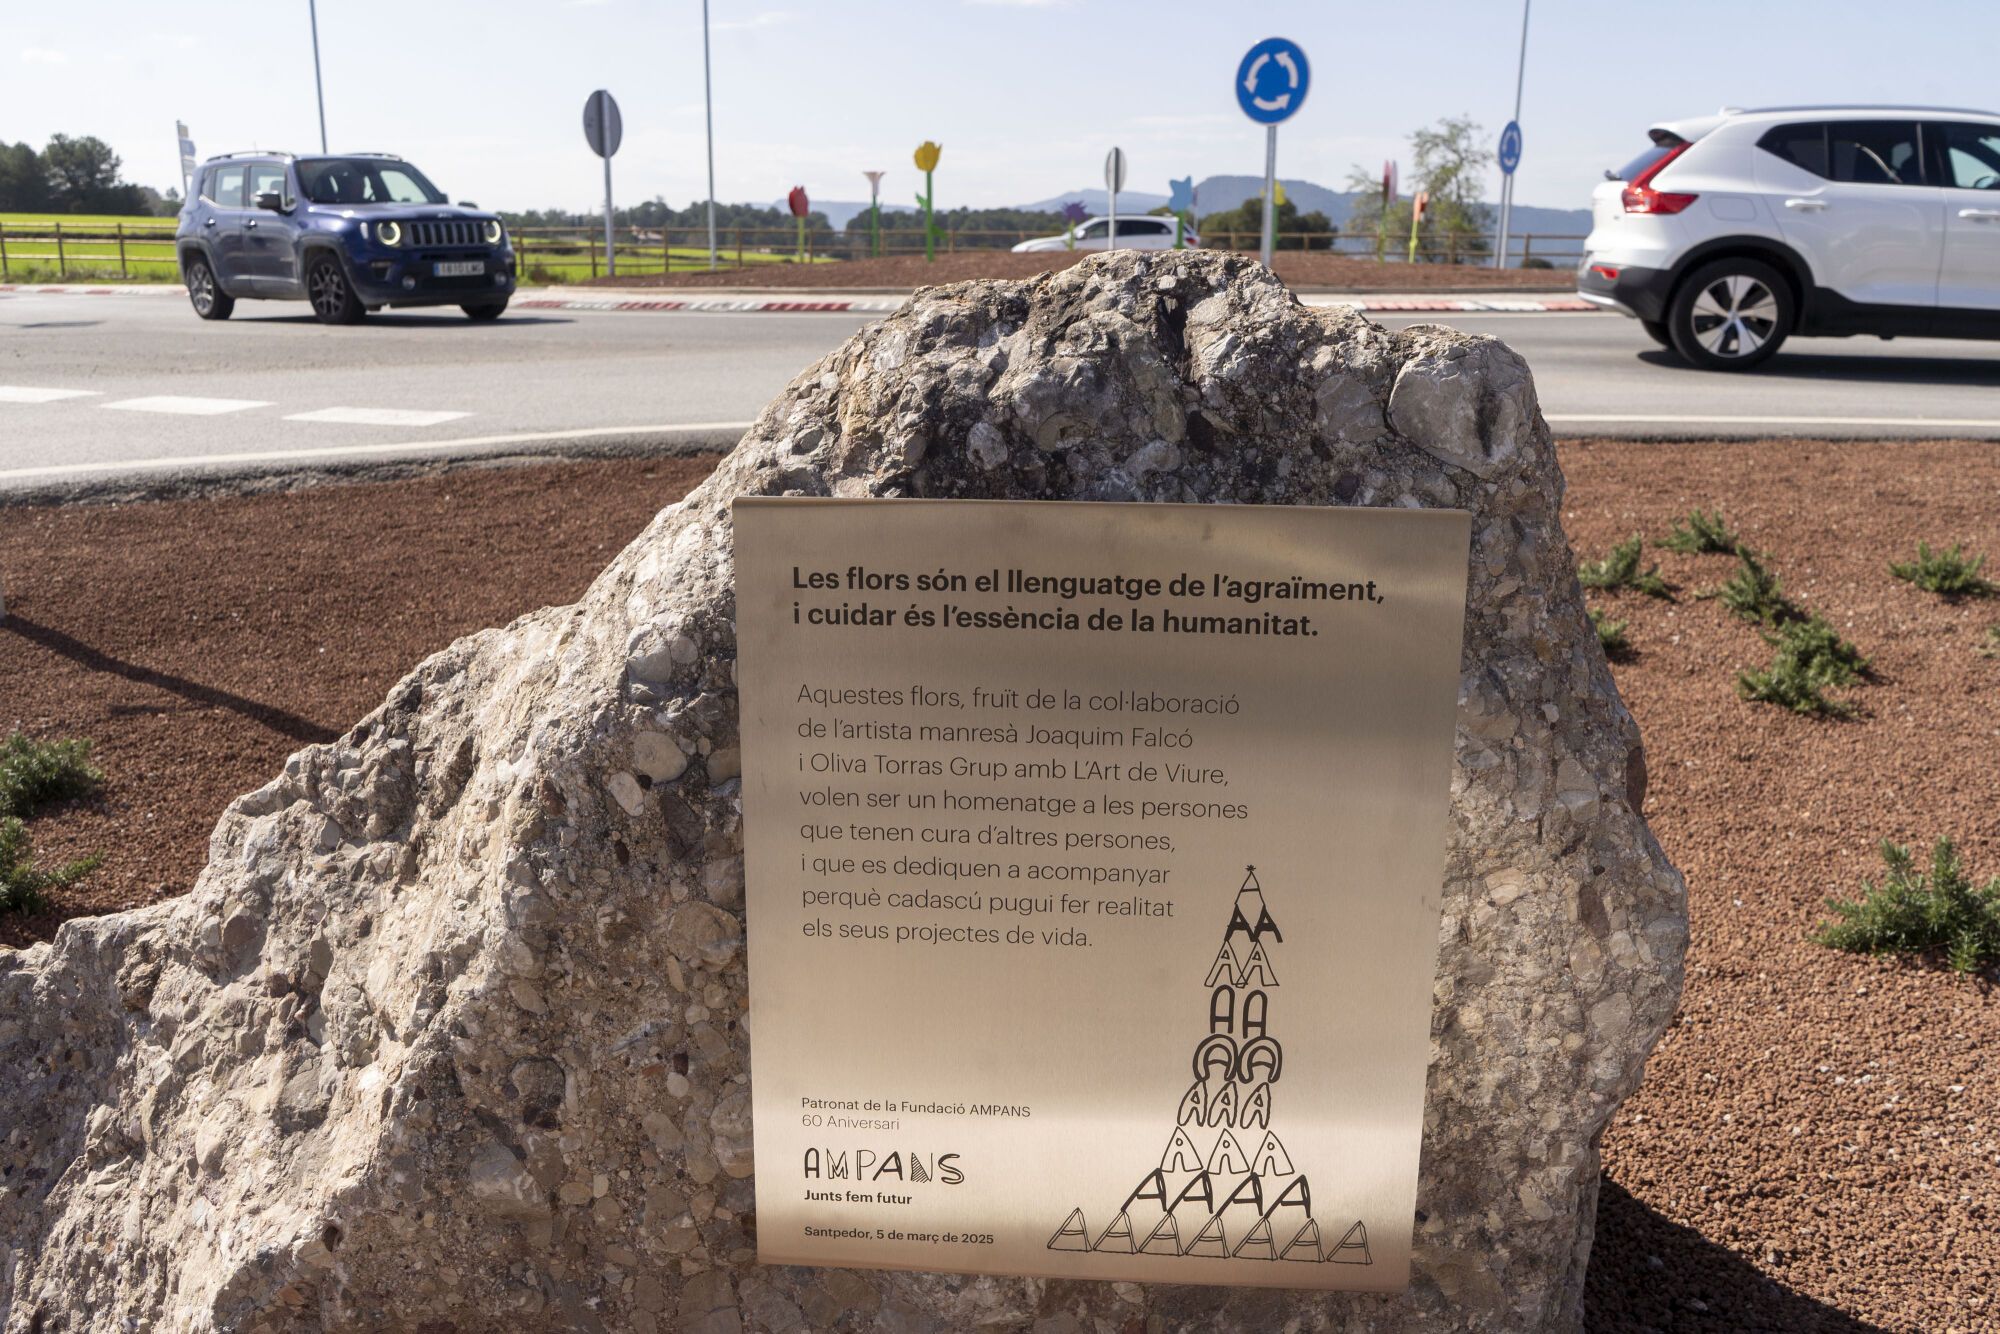 Les flors són el llenguatge de l'agraïment,
i cuidar és l'essència de la humanitat.
Aquestes flors, fruït de la col·laboració
de l'artista manresà Joaquim Falcó
i Oliva Torras Grup amb L'Art de Viure,
volen ser un homenatge a les persones
que tenen cura d'altres persones,
i que es dediquen a acompanyar
perquè cadascú pugui fer realitat
els seus projectes de vida.
Patronat de la Fundació AMPANS
60 Aniversari
AMPANS
Junts fem futur
Santpedor, 5 de març de 2025
A
A A
A A
A A
A A
A A A
A A A
A A A A
A A A A A A A